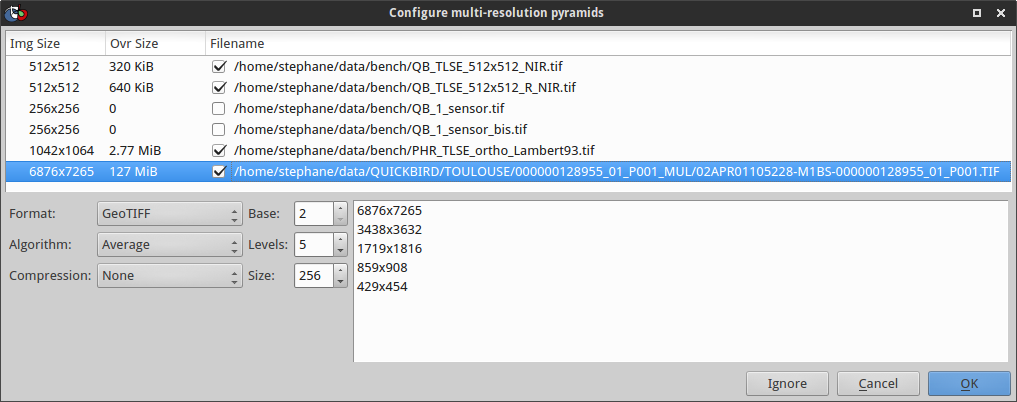 Configure multi-resolution pyramids
Img Size Ovr Size Filename
512x512 320 KiB /home/stephane/data/bench/QB_TLSE_512x512_NIR.tif
512x512 640 KiB /home/stephane/data/bench/QB_TLSE_512x512_R_NIR.tif
256x256 0 /home/stephane/data/bench/QB_1_sensor.tif
256x256 0 /home/stephane/data/bench/QB_1_sensor_bis.tif
1042x1064 2.77 MiB /home/stephane/data/bench/PHR_TLSE_ortho_Lambert93.tif
6876x7265 127 MiB /home/stephane/data/QUICKBIRD/TOULOUSE/000000128955_01_P001_MUL/02APR01105228-M1BS-000000128955_01_P001.TIF
Format: GeoTIFF Base: 2
Algorithm: Average Levels: 5
Compression: None Size: 256
6876x7265
3438x3632
1719x1816
859x908
429x454
Ignore Cancel OK